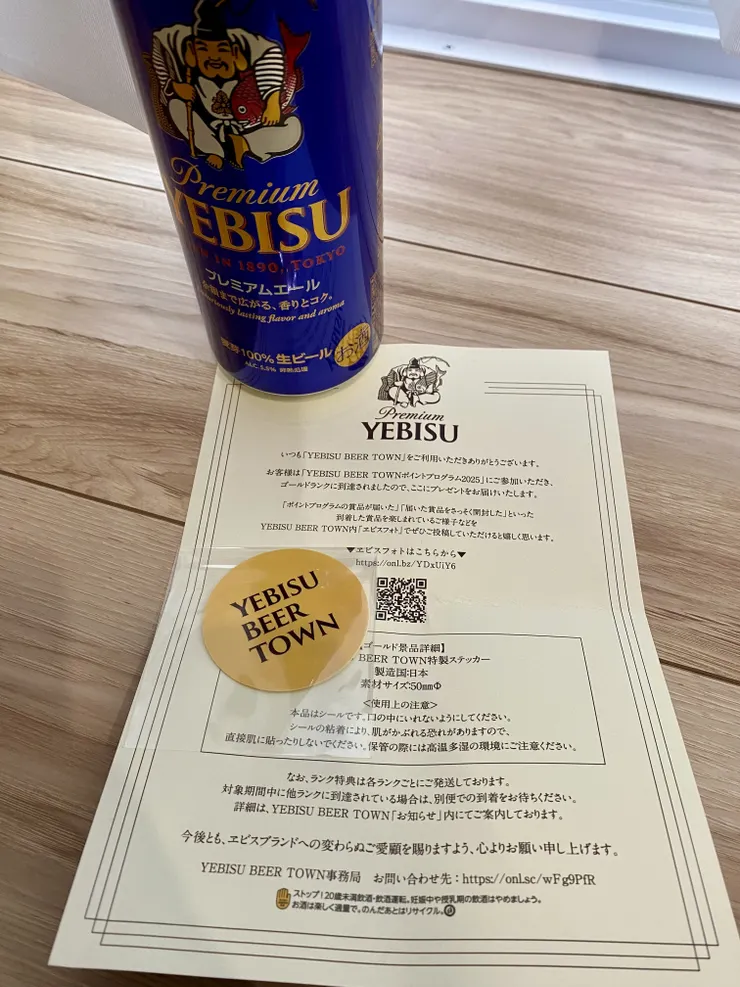 Premium
YEBISU
IN 1890, TOKYO
プレミアムエール
まで広がる、香りとコク。
lasting flavor and aroma
麦芽100% 生ビール
お酒
ALC. 5.5% 非熱処理
Premium
YEBISU
いつも「YEBISU BEER TOWN」をご利用いただきありがとうございます。
お客様は「YEBISU BEER TOWNポイントプログラム2025」にご参加いただき、
ゴールドランクに到達されましたので、ここにプレゼントをお届けいたします。
「ポイントプログラムの賞品が届いた」「届いた賞品をさっそく開封した」といった
到着した賞品を楽しまれているご様子などを
YEBISU BEER TOWN内「ヱビスフォト」でぜひご投稿していただけると嬉しく思います。
▼ヱビスフォトはこちらから▼
https://onl.bz/YDxUiY6
YEBISU
BEER
TOWN
【ゴールド景品詳細】
BEER TOWN特製ステッカー
製造国:日本
素材サイズ:50mmΦ
<使用上の注意>
本品はシールです。口の中にいれないようにしてください。
シールの粘着により、肌がかぶれる恐れがありますので、
直接肌に貼ったりしないでください。保管の際には高温多湿の環境にご注意ください。
なお、ランク特典は各ランクごとにご発送しております。
対象期間中に他ランクに到達されている場合は、別便での到着をお待ちください。
詳細は、YEBISU BEER TOWN「お知らせ」内にてご案内しております。
今後とも、ヱビスブランドへの変わらぬご愛顧を賜りますよう、心よりお願い申し上げます。
YEBISU BEER TOWN事務局 お問い合わせ先：https://onl.sc/wFg9PfR
ストップ！20歳未満飲酒・飲酒運転。妊娠中や授乳期の飲酒はやめましょう。
お酒は楽しく適量で。のんだあとはリサイクル。